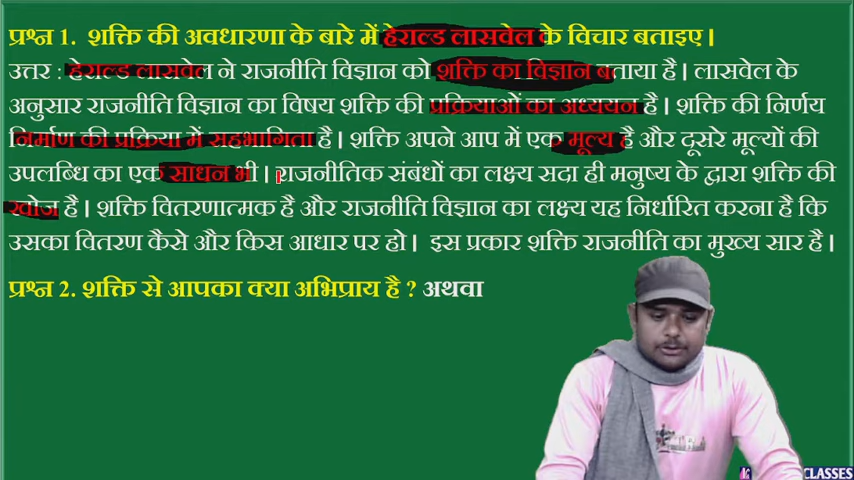 प्रश्न 1. शक्ति की अवधारणा के बारे में हेराल्ड लासवेल के विचार बताइए ।
उत्तर : हेराल्ड लासवेल ने राजनीति विज्ञान को शक्ति का विज्ञान बताया है । लासवेल के
अनुसार राजनीति विज्ञान का विषय शक्ति की प्रक्रियाओं का अध्ययन है । शक्ति की निर्णय
निर्माण की प्रक्रिया में सहभागिता है । शक्ति अपने आप में एक मूल्य है और दूसरे मूल्यों की
उपलब्धि का एक साधन भी । राजनीतिक संबंधों का लक्ष्य सदा ही मनुष्य के द्वारा शक्ति की
खोज है । शक्ति वितरणात्मक है और राजनीति विज्ञान का लक्ष्य यह निर्धारित करना है कि
उसका वितरण कैसे और किस आधार पर हो । इस प्रकार शक्ति राजनीति का मुख्य सार है ।
प्रश्न 2. शक्ति से आपका क्या अभिप्राय है ? अथवा
CLASSES